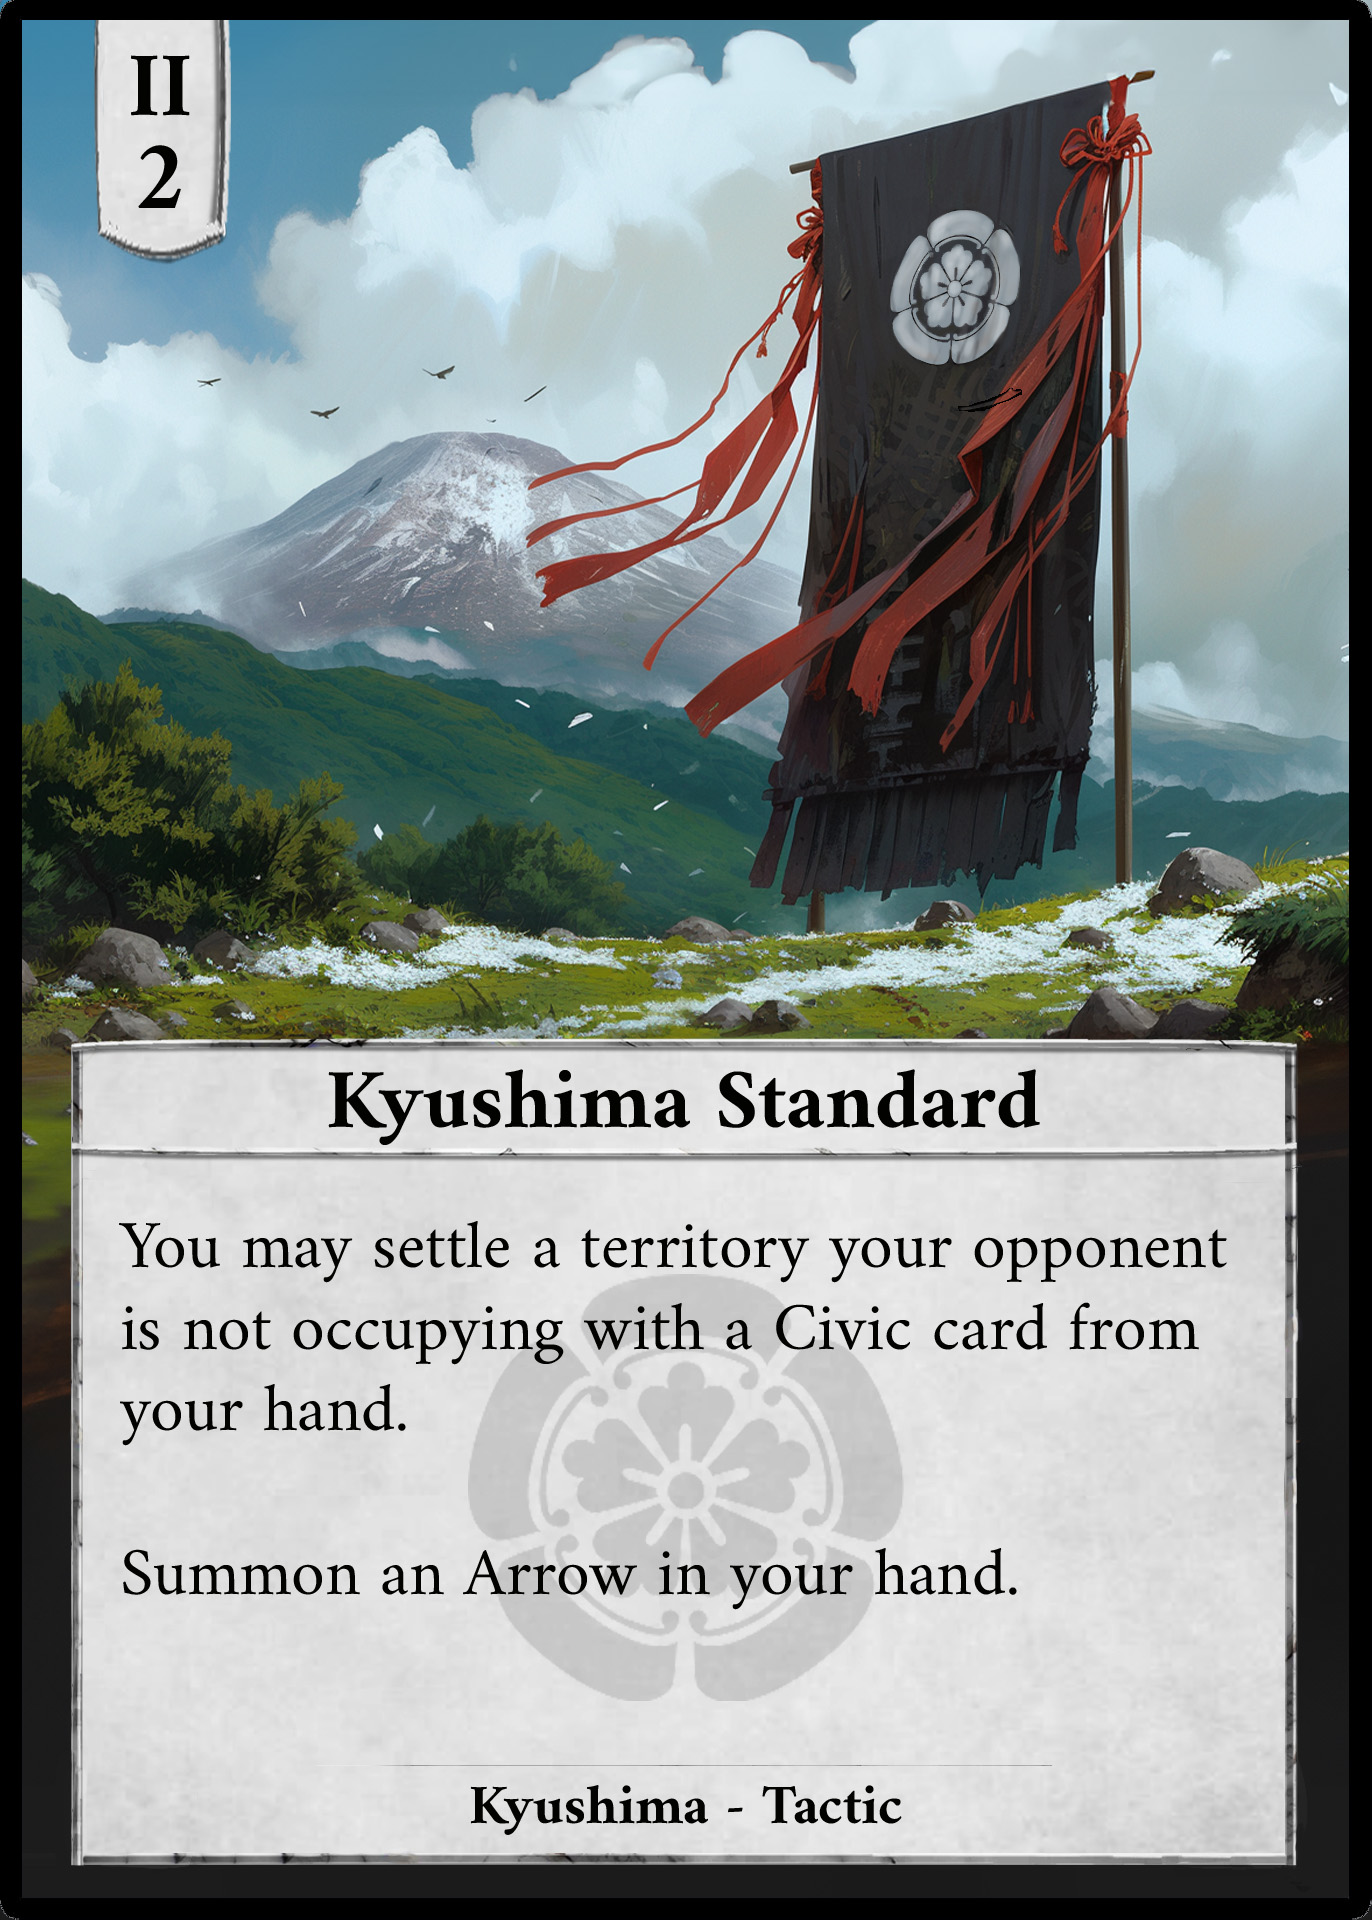 II
2
Kyushima Standard
You may settle a territory your opponent
is not occupying with a Civic card from
your hand.
Summon an Arrow in your hand.
Kyushima - Tactic